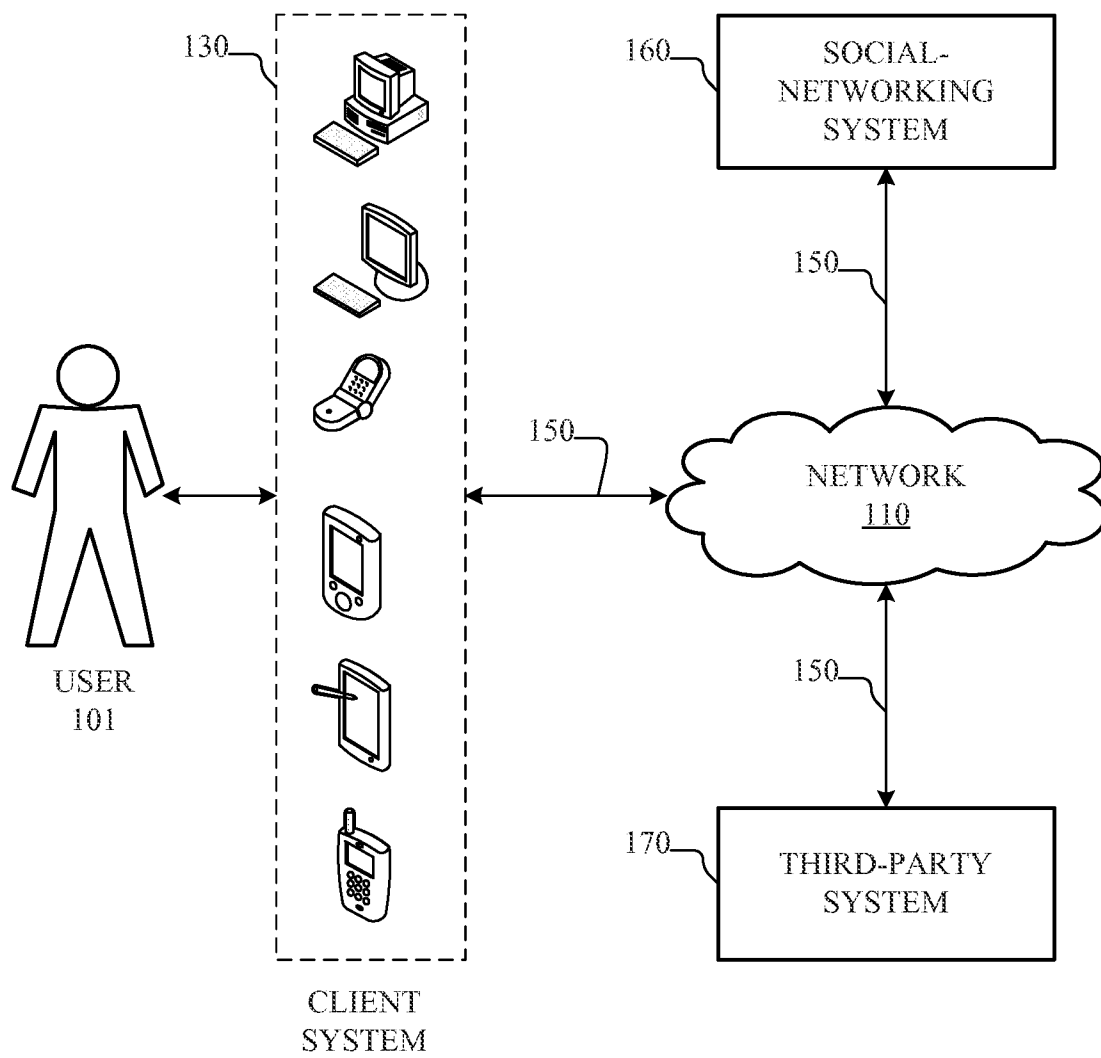 130
160
SOCIAL-
NETWORKING
SYSTEM
150
150
NETWORK
110
USER
101
150
170
THIRD-PARTY
SYSTEM
CLIENT
SYSTEM